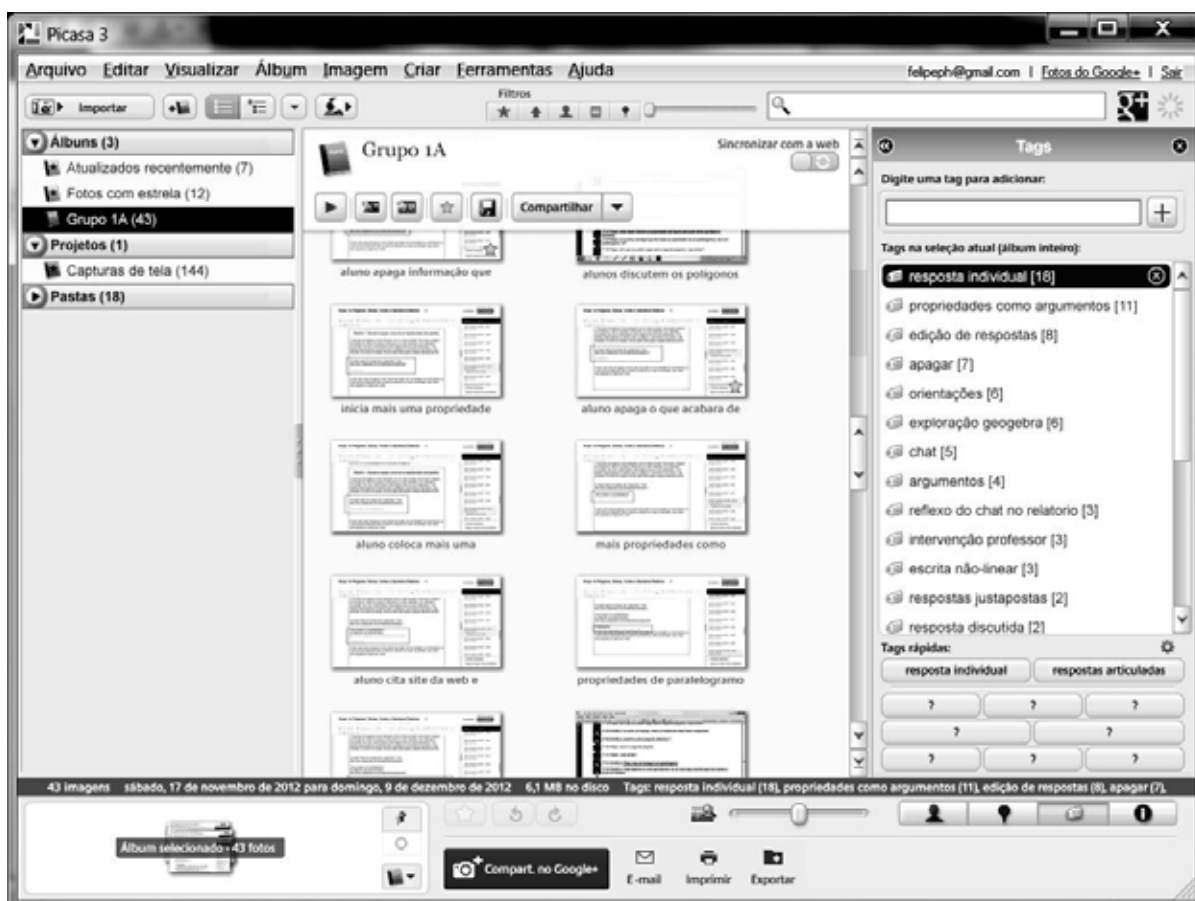 Picasa 3
Arquivo Editar Visualizar Álbum Imagem Criar Ferramentas Ajuda
felipeph@gmail.com | Fotos do Google+ | Sair
Importar
Filtros
Álbuns (3)
Atualizados recentemente (7)
Fotos com estrela (12)
Grupo 1A (43)
Projetos (1)
Capturas de tela (144)
Pastas (18)
Grupo 1A
Sincronizar com a web
Compartilhar
aluno apaga informação que
alunos discutem os polígonos
inicia mais uma propriedade
aluno apaga o que acabara de
aluno coloca mais uma
mais propriedades como
aluno cita site da web e
propriedades de paralelogramo
Tags
Digite uma tag para adicionar:
Tags na seleção atual (álbum inteiro):
resposta individual [18]
propriedades como argumentos [11]
edição de respostas [8]
apagar [7]
orientações [6]
exploração geogebra [6]
chat [5]
argumentos [4]
reflexo do chat no relatorio [3]
intervenção professor [3]
escrita não-linear [3]
respostas justapostas [2]
resposta discutida [2]
Tags rápidas:
resposta individual respostas articuladas
? ? ?
? ?
? ? ?
43 imagens sábado, 17 de novembro de 2012 para domingo, 9 de dezembro de 2012 6,1 MB no disco Tags: resposta individual (18), propriedades como argumentos (11), edição de respostas (8), apagar (7),
Álbum selecionado - 43 fotos
Compart. no Google+
E-mail Imprimir Exportar